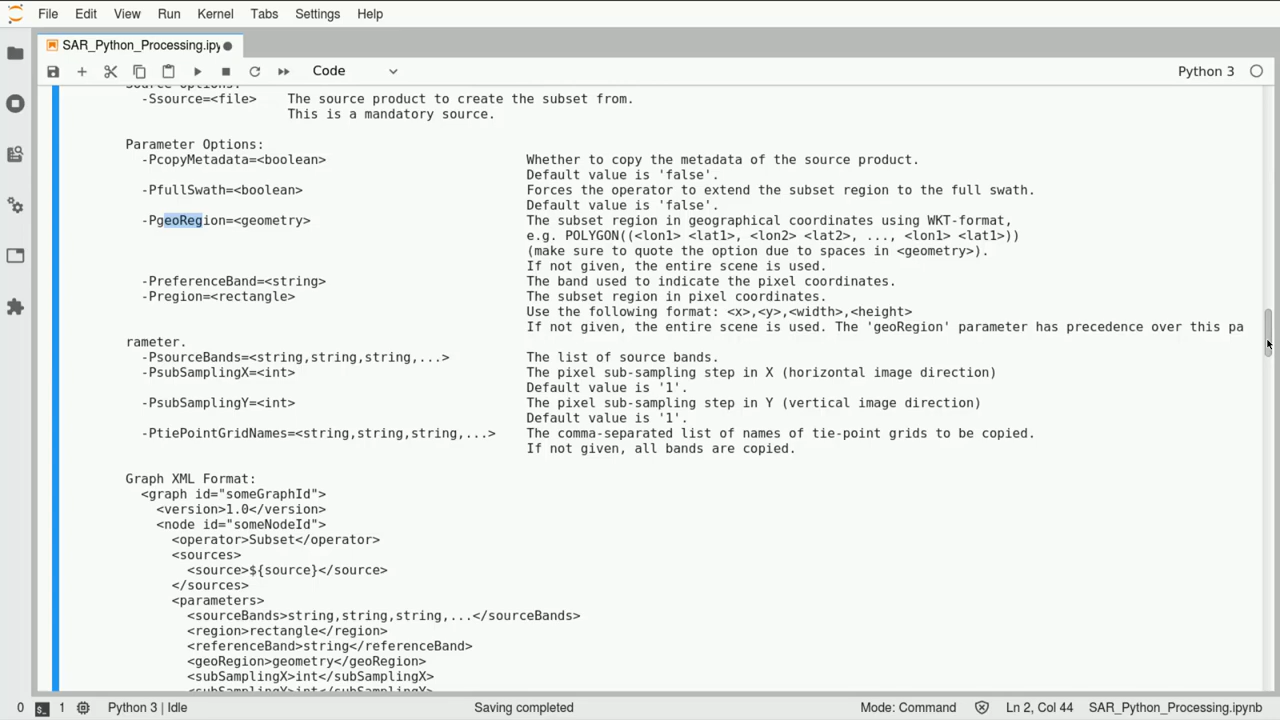 File Edit View Run Kernel Tabs Settings Help
SAR_Python_Processing.ipy
Code
Python 3
Source Options:
-Ssource=<file> The source product to create the subset from.
This is a mandatory source.
Parameter Options:
-PcopyMetadata=<boolean> Whether to copy the metadata of the source product.
Default value is 'false'.
-PfullSwath=<boolean> Forces the operator to extend the subset region to the full swath.
Default value is 'false'.
-PgeoRegion=<geometry> The subset region in geographical coordinates using WKT-format,
e.g. POLYGON((<lon1> <lat1>, <lon2> <lat2>, ..., <lon1> <lat1>))
(make sure to quote the option due to spaces in <geometry>).
If not given, the entire scene is used.
-PreferenceBand=<string> The band used to indicate the pixel coordinates.
-Pregion=<rectangle> The subset region in pixel coordinates.
Use the following format: <x>,<y>,<width>,<height>
If not given, the entire scene is used. The 'geoRegion' parameter has precedence over this pa
rameter.
-PsourceBands=<string,string,string,...> The list of source bands.
-PsubSamplingX=<int> The pixel sub-sampling step in X (horizontal image direction)
Default value is '1'.
-PsubSamplingY=<int> The pixel sub-sampling step in Y (vertical image direction)
Default value is '1'.
-PtiePointGridNames=<string,string,string,...> The comma-separated list of names of tie-point grids to be copied.
If not given, all bands are copied.
Graph XML Format:
<graph id="someGraphId">
<version>1.0</version>
<node id="someNodeId">
<operator>Subset</operator>
<sources>
<source>${source}</source>
</sources>
<parameters>
<sourceBands>string,string,string,...</sourceBands>
<region>rectangle</region>
<referenceBand>string</referenceBand>
<geoRegion>geometry</geoRegion>
<subSamplingX>int</subSamplingX>
<subSamplingY>int</subSamplingY>
0 1 Python 3 | Idle Saving completed Mode: Command Ln 2, Col 44 SAR_Python_Processing.ipynb